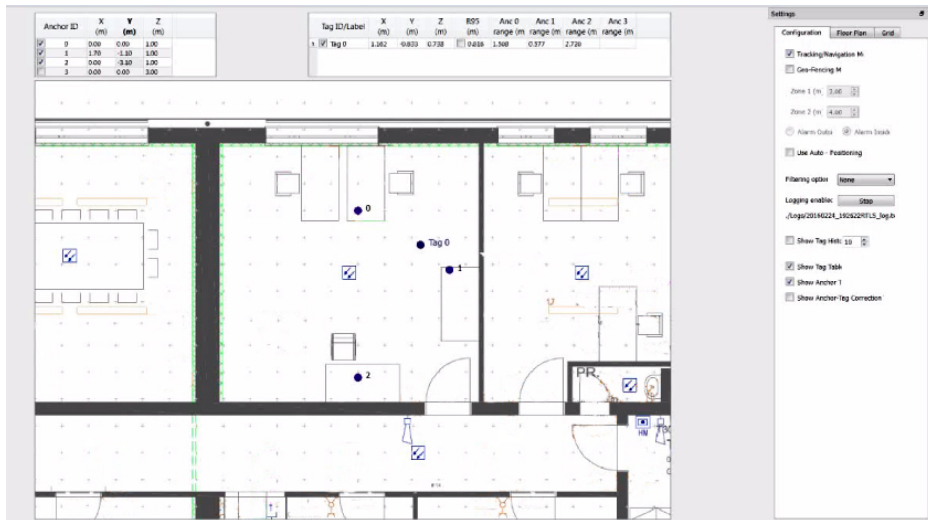 Anchor ID X (m) Y (m) Z (m)
0 0.00 0.00 1.00
1 1.70 -1.10 1.00
2 0.00 -3.10 1.00
3 0.00 0.00 3.00
Tag ID/Label X (m) Y (m) Z (m) R95 (m) Anc 0 range (m Anc 1 range (m Anc 2 range (m Anc 3 range (m
1 Tag 0 1.162 -0.633 0.738 0.016 1.508 0.577 2.720
Settings
Configuration Floor Plan Grid
Tracking/Navigation M
Geo-Fencing M
Zone 1 (m) 2.00
Zone 2 (m) 4.00
Alarm Outsi Alarm Insid
Use Auto - Positioning
Filtering option None
Logging enable: Stop
./Logs/20160224_192622RTLS_log.tx
Show Tag Hist 10
Show Tag Table
Show Anchor T
Show Anchor-Tag Correction
0
Tag 0
1
2
PR.
HM